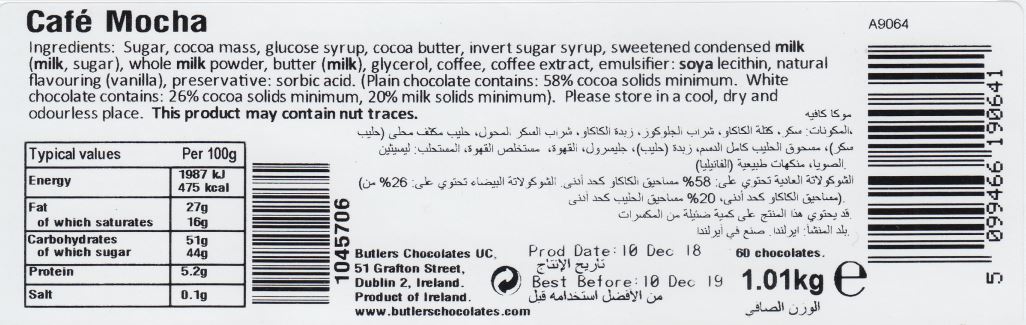 Café Mocha
A9064
Ingredients: Sugar, cocoa mass, glucose syrup, cocoa butter, invert sugar syrup, sweetened condensed milk
(milk, sugar), whole milk powder, butter (milk), glycerol, coffee, coffee extract, emulsifier: soya lecithin, natural
flavouring (vanilla), preservative: sorbic acid. (Plain chocolate contains: 58% cocoa solids minimum. White
chocolate contains: 26% cocoa solids minimum, 20% milk solids minimum). Please store in a cool, dry and
odourless place. This product may contain nut traces.
موكا كافيه
المكونات: سكر، كتلة الكاكاو، شراب الجلوكوز، زبدة الكاكاو، شراب السكر المحول، حليب مكثف محلى (حليب
سكر)، مسحوق الحليب كامل الدسم، زبدة (حليب)، جليسرول، القهوة، مستخلص القهوة، المستحلب: ليسيثين
الصويا، منكهات طبيعية (الفانيليا)
الشوكولاتة العادية تحتوي على: 58% مساحيق الكاكاو كحد أدنى. الشوكولاتة البيضاء تحتوي على: 26% من)
(مساحيق الكاكاو كحد أدنى، 20% مساحيق الحليب كحد أدنى.
قد يحتوي هذا المنتج على كمية ضئيلة من المكسرات.
بلد المنشأ: ايرلندا. صنع في أيرلندا.
Typical values Per 100g
Energy 1987 kJ
475 kcal
Fat 27g
of which saturates 16g
Carbohydrates 51g
of which sugar 44g
Protein 5.2g
Salt 0.1g
1045706
Butlers Chocolates UC,
51 Grafton Street,
Dublin 2, Ireland.
Product of Ireland.
www.butlerschocolates.com
Prod Date: 10 Dec 18
تاريخ الإنتاج
Best Before: 10 Dec 19
من الأفضل استخدامه قبل
60 chocolates.
1.01kg e
الوزن الصافي
5 099466 190641